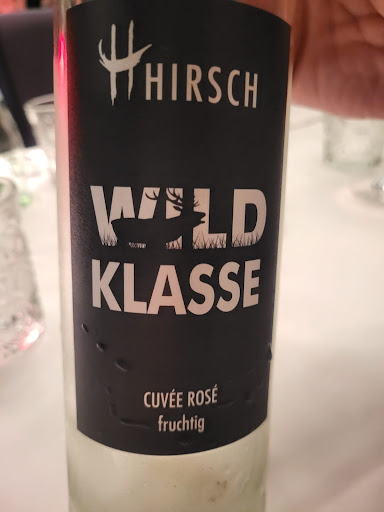 HIRSCH
WILD
KLASSE
CUVÉE ROSÉ
fruchtig